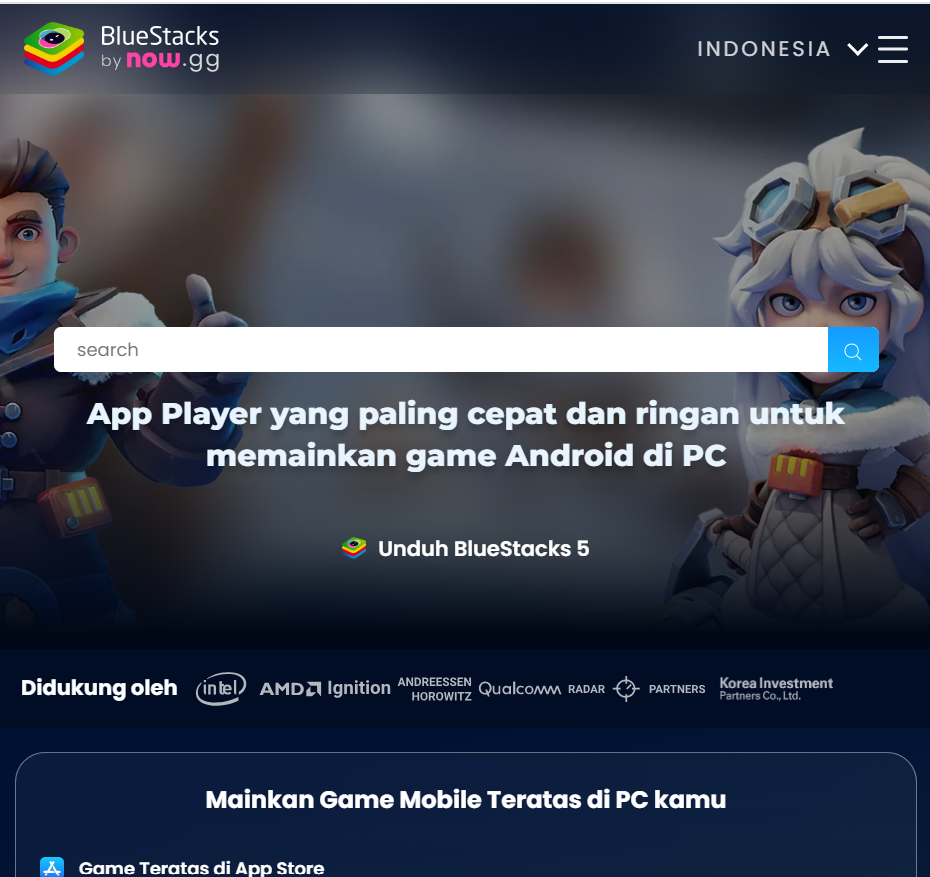 BlueStacks
by now.gg
INDONESIA
search
App Player yang paling cepat dan ringan untuk
memainkan game Android di PC
Unduh BlueStacks 5
Didukung oleh
intel
AMD
Ignition
ANDREESSEN
HOROWITZ
Qualcomm
RADAR PARTNERS
Korea Investment
Partners Co., Ltd.
Mainkan Game Mobile Teratas di PC kamu
Game Teratas di App Store